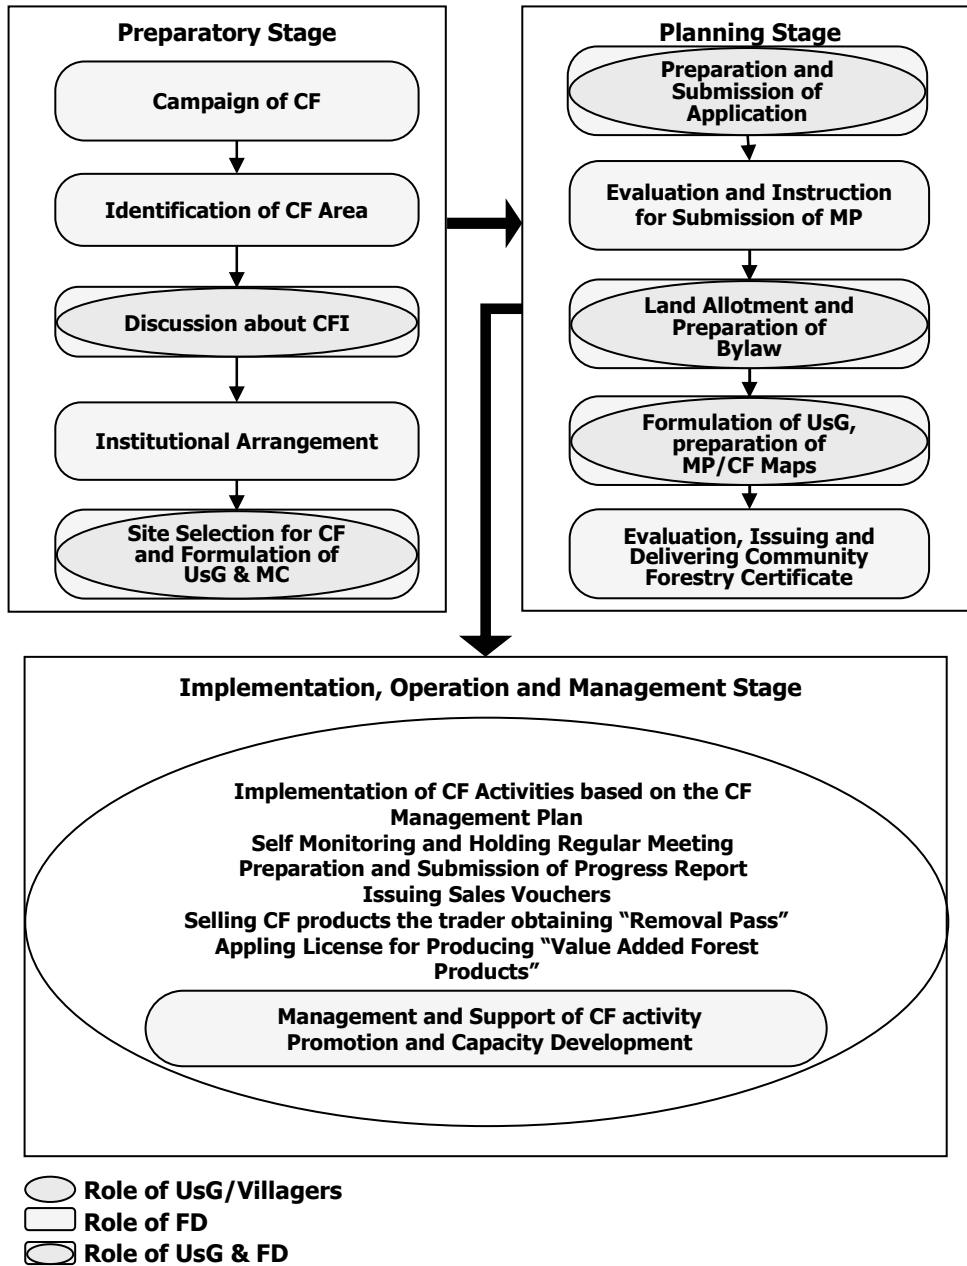 Preparatory Stage
Campaign of CF
Identification of CF Area
Discussion about CFI
Institutional Arrangement
Site Selection for CF
and Formulation of
UsG & MC
Planning Stage
Preparation and
Submission of
Application
Evaluation and Instruction
for Submission of MP
Land Allotment and
Preparation of
Bylaw
Formulation of UsG,
preparation of
MP/CF Maps
Evaluation, Issuing and
Delivering Community
Forestry Certificate
Implementation, Operation and Management Stage
Implementation of CF Activities based on the CF
Management Plan
Self Monitoring and Holding Regular Meeting
Preparation and Submission of Progress Report
Issuing Sales Vouchers
Selling CF products the trader obtaining “Removal Pass”
Appling License for Producing “Value Added Forest
Products”
Management and Support of CF activity
Promotion and Capacity Development
Role of UsG/Villagers
Role of FD
Role of UsG & FD